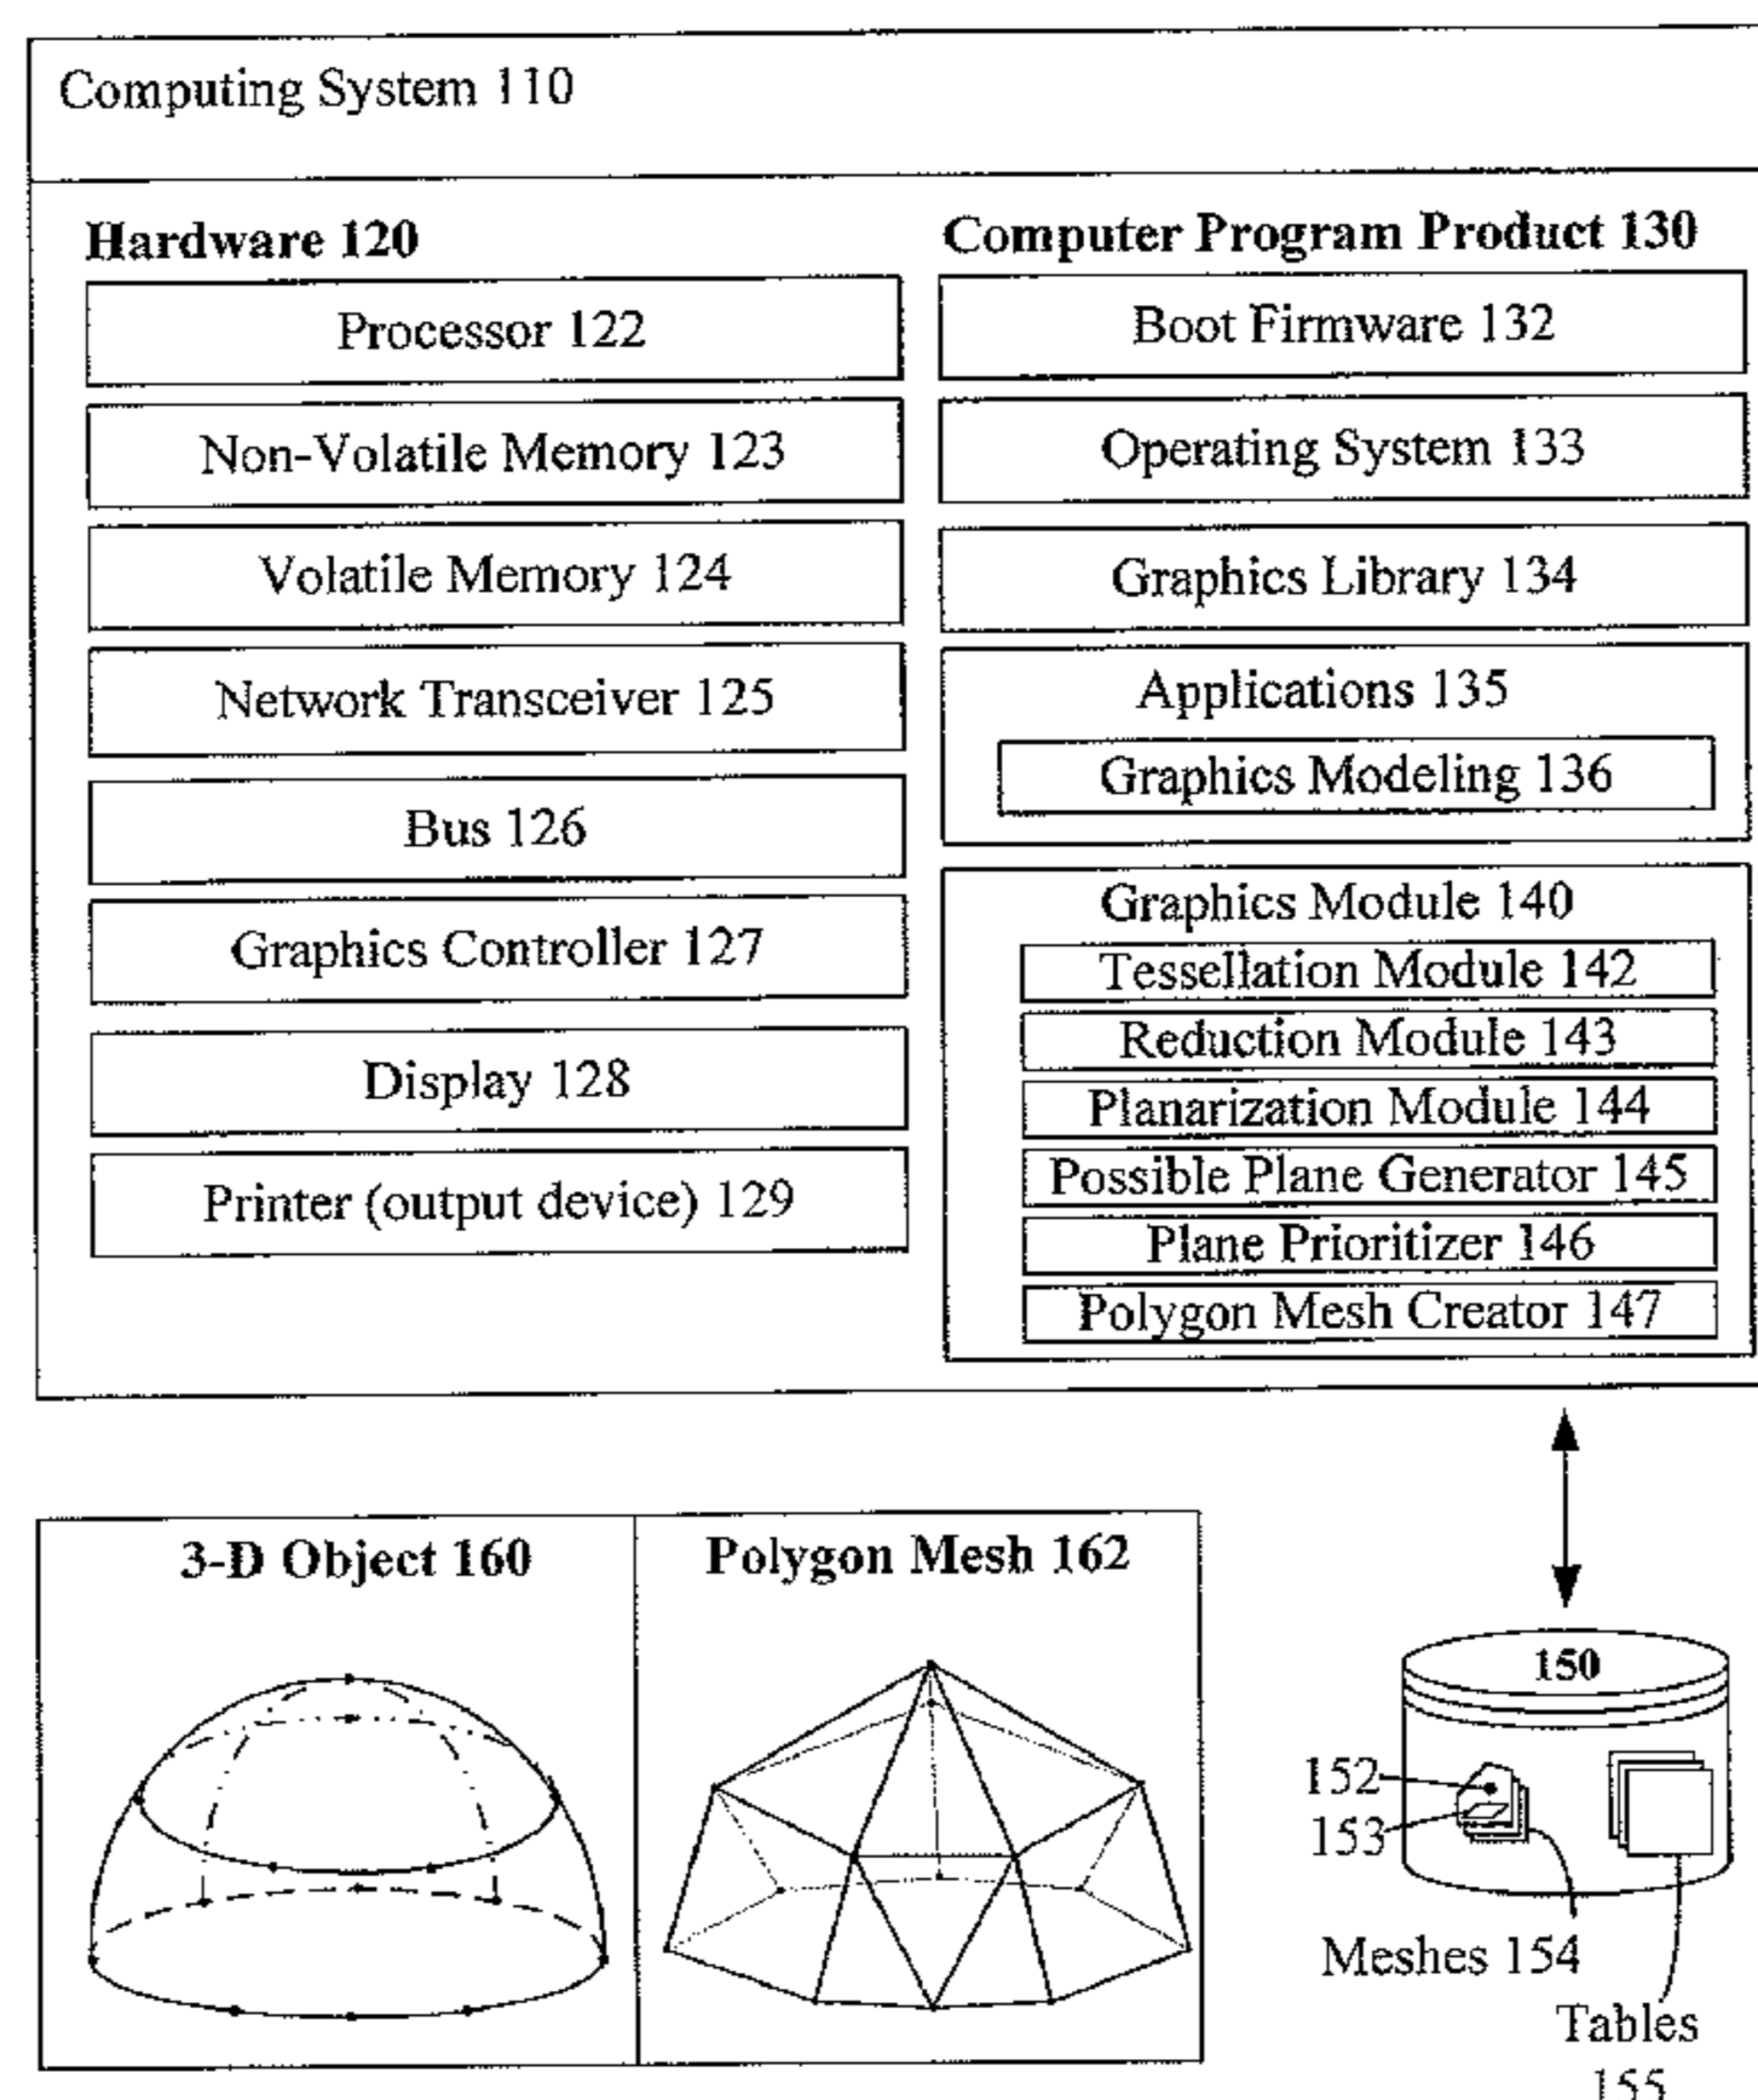 Computing System 110
Hardware 120
Processor 122
Non-Volatile Memory 123
Volatile Memory 124
Network Transceiver 125
Bus 126
Graphics Controller 127
Display 128
Printer (output device) 129
Computer Program Product 130
Boot Firmware 132
Operating System 133
Graphics Library 134
Applications 135
Graphics Modeling 136
Graphics Module 140
Tessellation Module 142
Reduction Module 143
Planarization Module 144
Possible Plane Generator 145
Plane Prioritizer 146
Polygon Mesh Creator 147
3-D Object 160
Polygon Mesh 162
150
152
153
Meshes 154
Tables
155